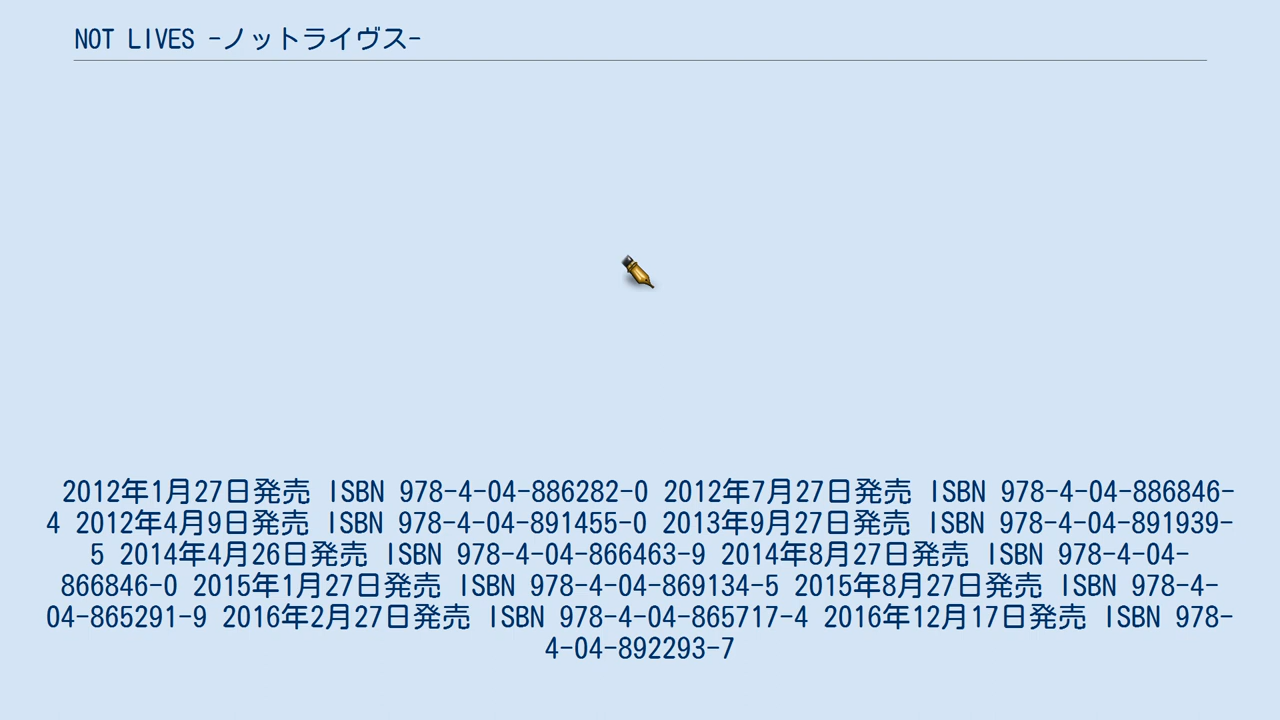 NOT LIVES -ノットライヴス-
2012年1月27日発売 ISBN 978-4-04-886282-0 2012年7月27日発売 ISBN 978-4-04-886846-
4 2012年4月9日発売 ISBN 978-4-04-891455-0 2013年9月27日発売 ISBN 978-4-04-891939-
5 2014年4月26日発売 ISBN 978-4-04-866463-9 2014年8月27日発売 ISBN 978-4-04-
866846-0 2015年1月27日発売 ISBN 978-4-04-869134-5 2015年8月27日発売 ISBN 978-4-
04-865291-9 2016年2月27日発売 ISBN 978-4-04-865717-4 2016年12月17日発売 ISBN 978-
4-04-892293-7